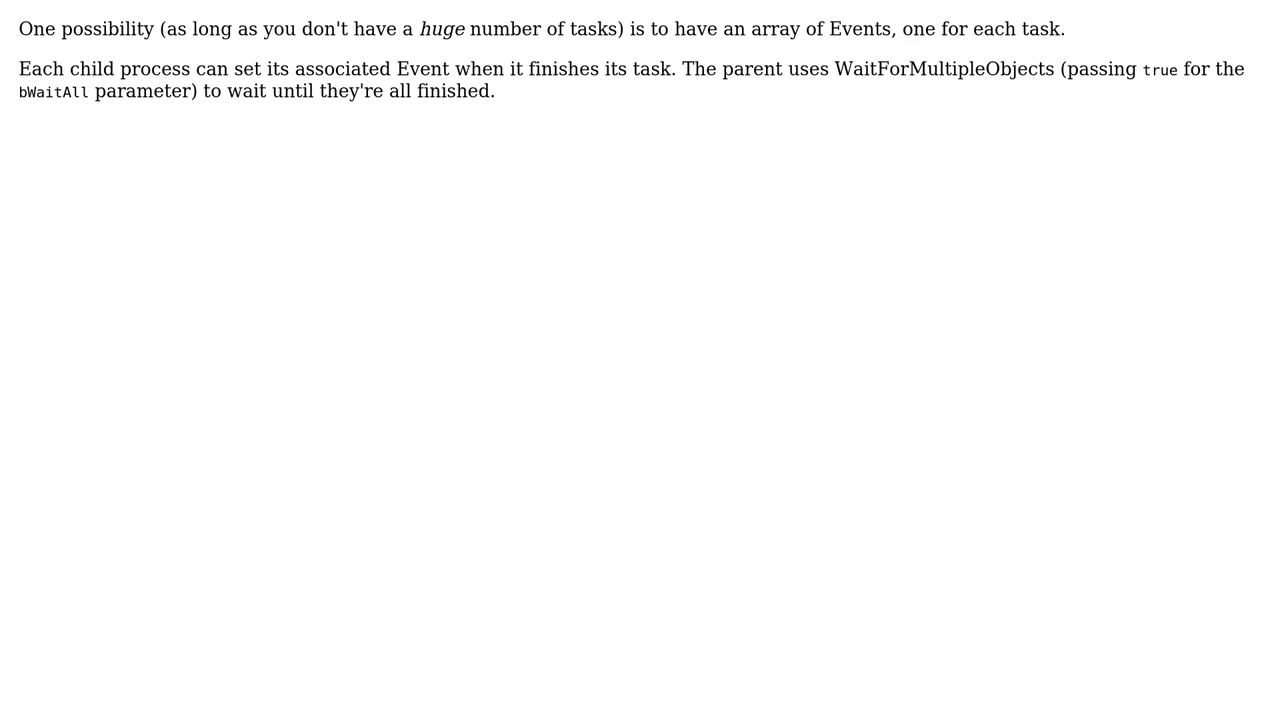 One possibility (as long as you don't have a huge number of tasks) is to have an array of Events, one for each task.
Each child process can set its associated Event when it finishes its task. The parent uses WaitForMultipleObjects (passing true for the
bWaitAll parameter) to wait until they're all finished.